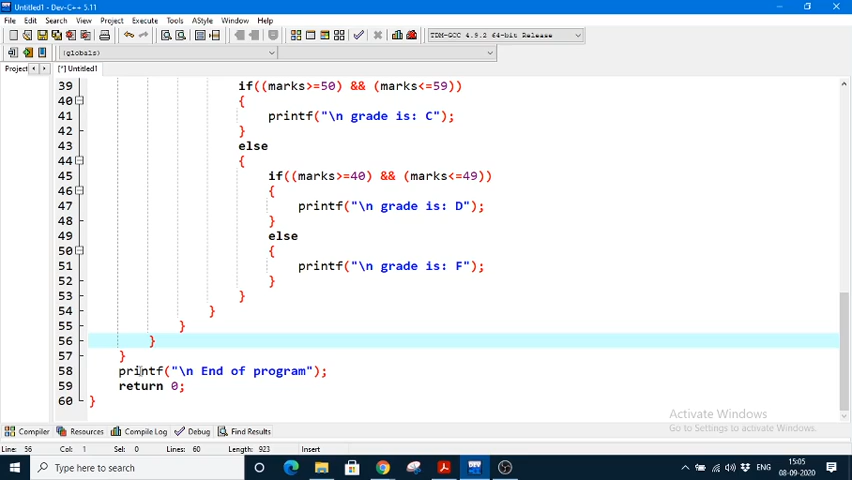 Untitled1 - Dev-C++ 5.11
File Edit Search View Project Execute Tools AStyle Window Help
TDM-GCC 4.9.2 64-bit Release
(globals)
Project
[*] Untitled1
39 if((marks>=50) && (marks<=59))
40 {
41 printf("\n grade is: C");
42 }
43 else
44 {
45 if((marks>=40) && (marks<=49))
46 {
47 printf("\n grade is: D");
48 }
49 else
50 {
51 printf("\n grade is: F");
52 }
53 }
54 }
55 }
56 }
57 }
58 printf("\n End of program");
59 return 0;
60 }
Activate Windows
Go to Settings to activate Windows.
Compiler Resources Compile Log Debug Find Results
Line: 56 Col: 1 Sel: 0 Lines: 60 Length: 923 Insert
Type here to search
ENG
15:05
08-09-2020